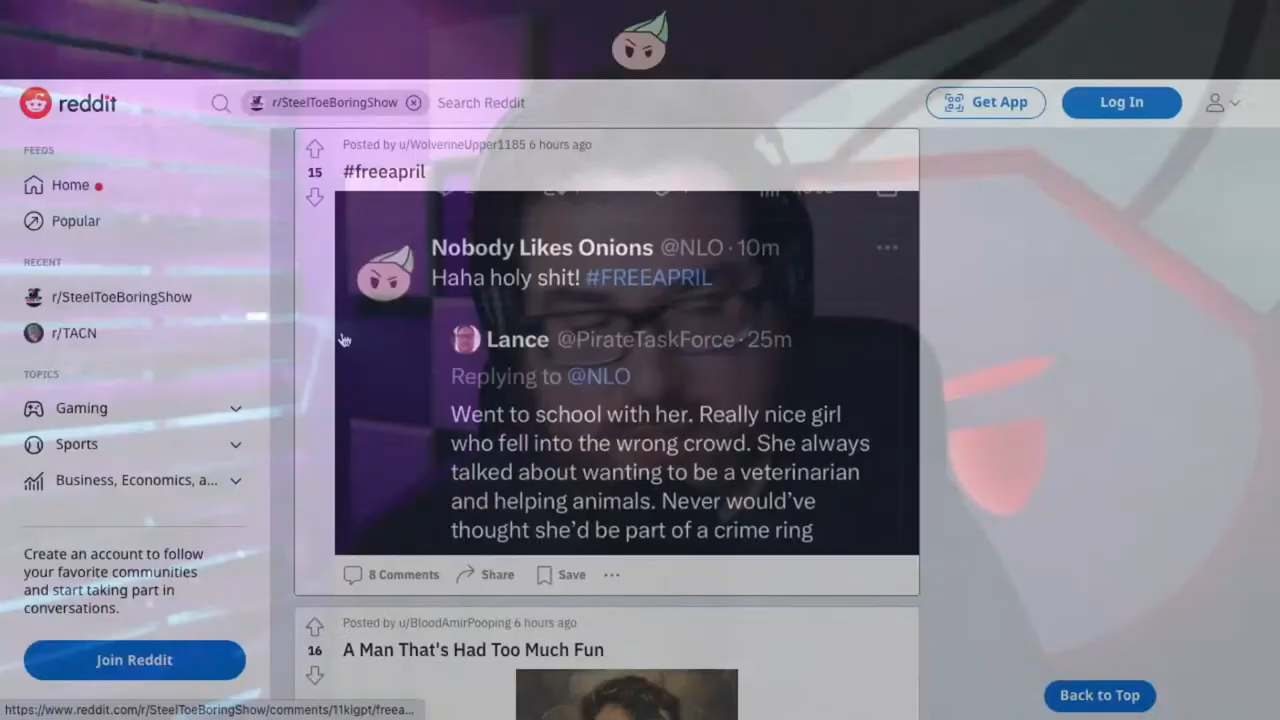 reddit
r/SteelToeBoringShow
Search Reddit
Get App
Log In
FEEDS
Home
Popular
RECENT
r/SteelToeBoringShow
r/TACN
TOPICS
Gaming
Sports
Business, Economics, a...
Create an account to follow
your favorite communities
and start taking part in
conversations.
Join Reddit
Posted by u/WolverineUpper1185 6 hours ago
15
#freeapril
Nobody Likes Onions @NLO · 10m
Haha holy shit! #FREEAPRIL
Lance @PirateTaskForce · 25m
Replying to @NLO
Went to school with her. Really nice girl
who fell into the wrong crowd. She always
talked about wanting to be a veterinarian
and helping animals. Never would've
thought she'd be part of a crime ring
8 Comments
Share
Save
Posted by u/BloodAmirPooping 6 hours ago
16
A Man That's Had Too Much Fun
Back to Top
https://www.reddit.com/r/SteelToeBoringShow/comments/11kigpt/freea...